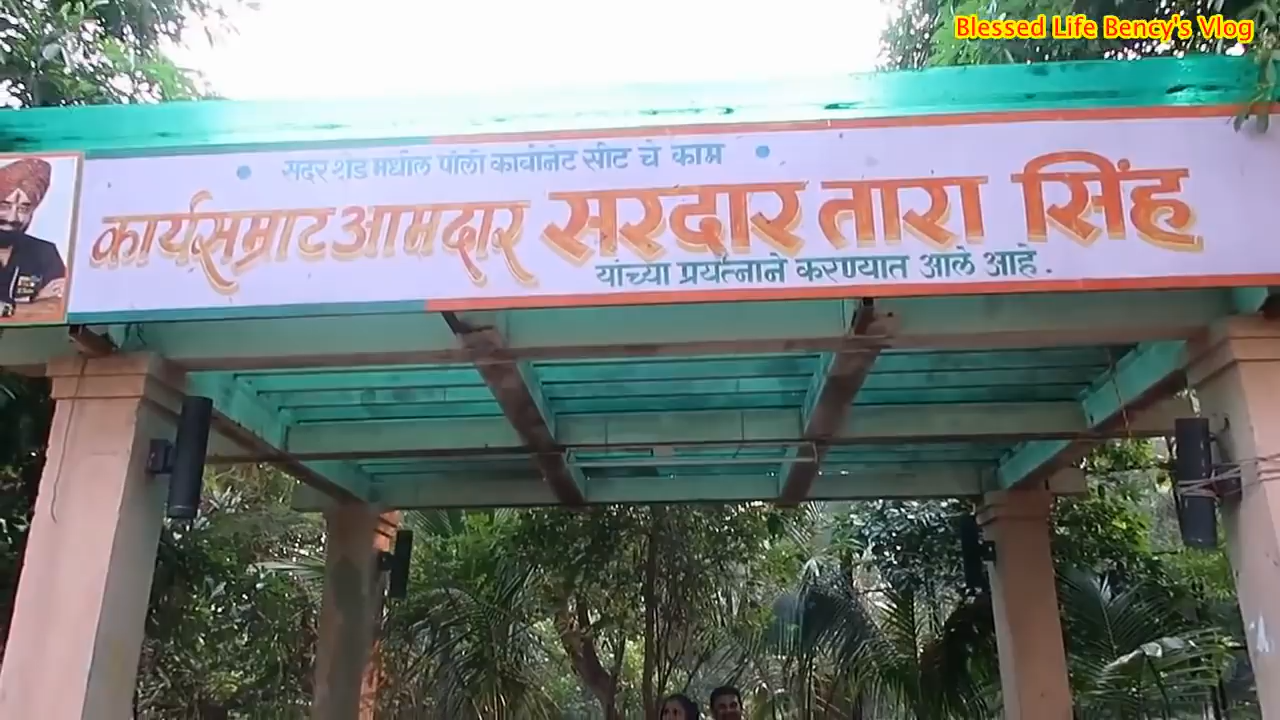 Blessed Life Bency's Vlog
सदर शेड मधील पॉली कार्बोनेट सीट चे काम
कार्यसम्राट आमदार सरदार तारा सिंह
यांच्या प्रयत्नाने करण्यात आले आहे.